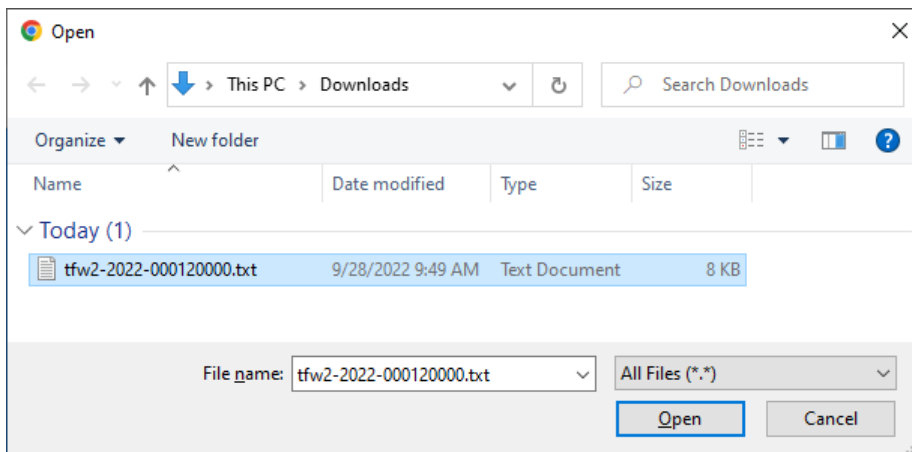 Open
This PC > Downloads
Search Downloads
Organize
New folder
Name Date modified Type Size
Today (1)
tfw2-2022-000120000.txt 9/28/2022 9:49 AM Text Document 8 KB
File name: tfw2-2022-000120000.txt All Files (*.*)
Open Cancel